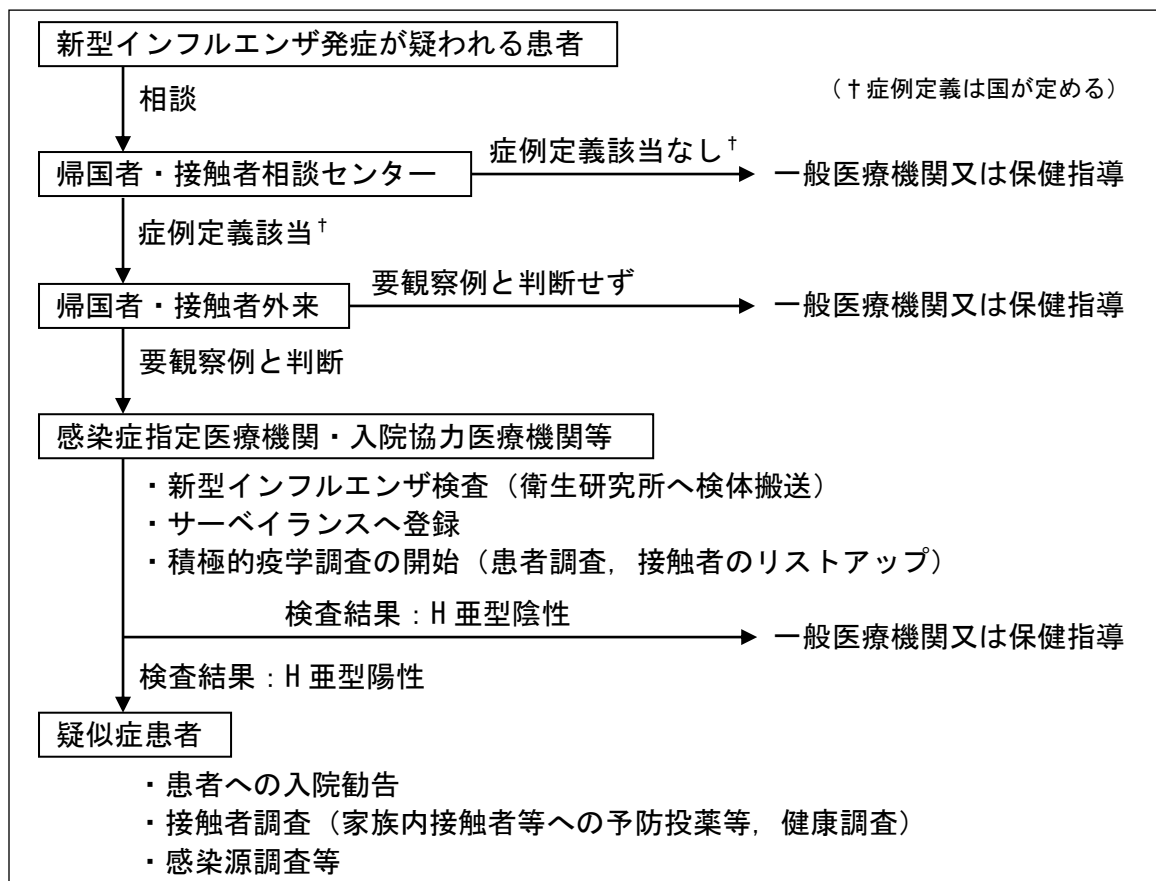 新型インフルエンザ発症が疑われる患者
(†症例定義は国が定める)
相談
症例定義該当なし†
帰国者・接触者相談センター
一般医療機関又は保健指導
症例定義該当†
要観察例と判断せず
帰国者・接触者外来
一般医療機関又は保健指導
要観察例と判断
感染症指定医療機関・入院協力医療機関等
・新型インフルエンザ検査(衛生研究所へ検体搬送)
・サーベイランスへ登録
・積極的疫学調査の開始(患者調査,接触者のリストアップ)
検査結果:H亜型陰性
一般医療機関又は保健指導
検査結果:H亜型陽性
疑似症患者
・患者への入院勧告
・接触者調査(家族内接触者等への予防投薬等,健康調査)
・感染源調査等